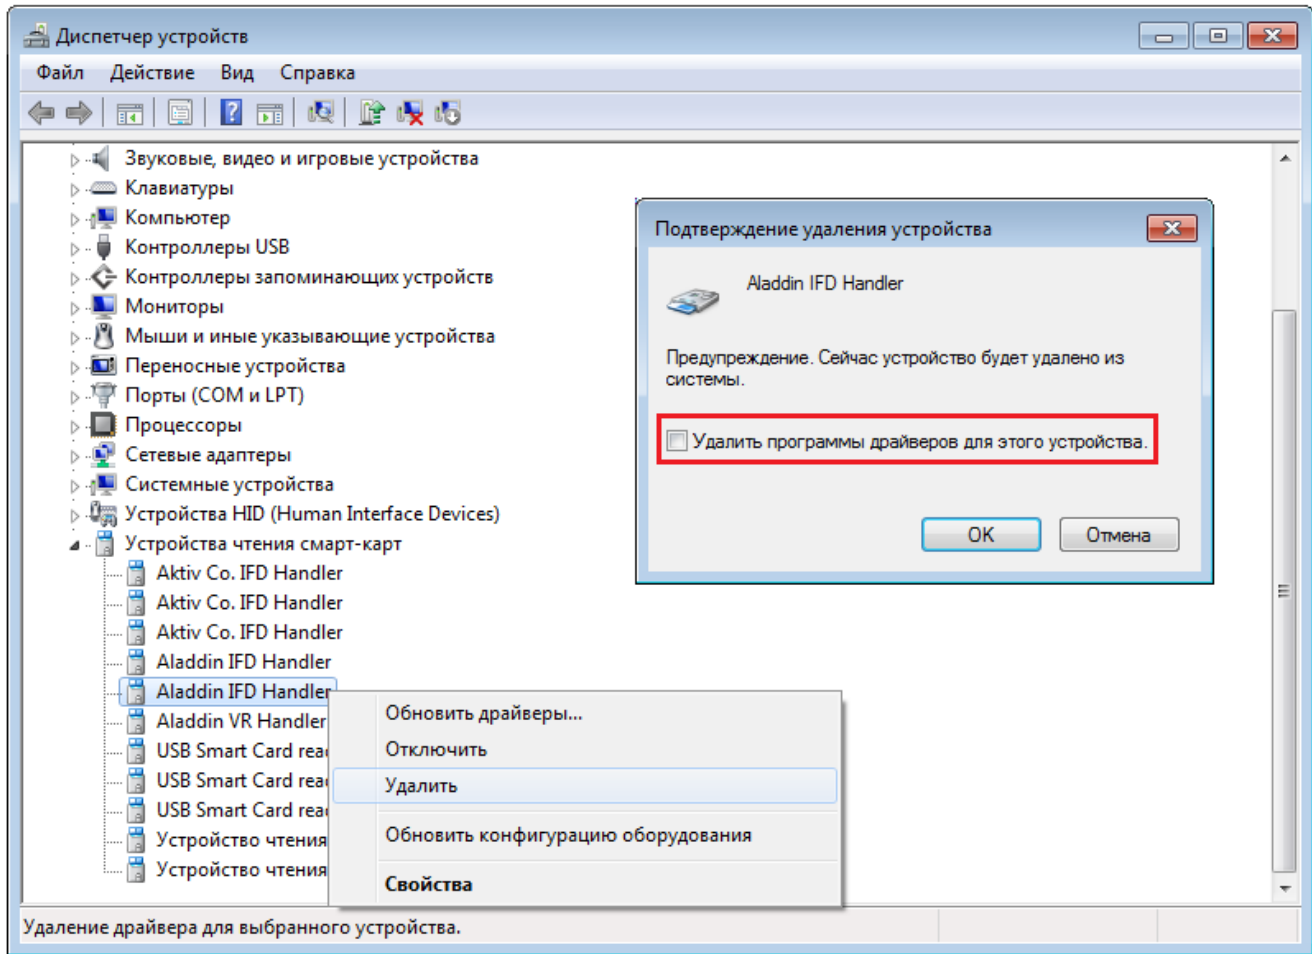 Диспетчер устройств
Файл Действие Вид Справка
Звуковые, видео и игровые устройства
Клавиатуры
Компьютер
Контроллеры USB
Контроллеры запоминающих устройств
Мониторы
Мыши и иные указывающие устройства
Переносные устройства
Порты (COM и LPT)
Процессоры
Сетевые адаптеры
Системные устройства
Устройства HID (Human Interface Devices)
Устройства чтения смарт-карт
Aktiv Co. IFD Handler
Aktiv Co. IFD Handler
Aktiv Co. IFD Handler
Aladdin IFD Handler
Aladdin IFD Handler
Aladdin VR Handler
USB Smart Card
USB Smart Card
USB Smart Card
Устройство чтения
Устройство чтения
Обновить драйверы...
Отключить
Удалить
Обновить конфигурацию оборудования
Свойства
Подтверждение удаления устройства
Aladdin IFD Handler
Предупреждение. Сейчас устройство будет удалено из
системы.
Удалить программы драйверов для этого устройства.
OK Отмена
Удаление драйвера для выбранного устройства.